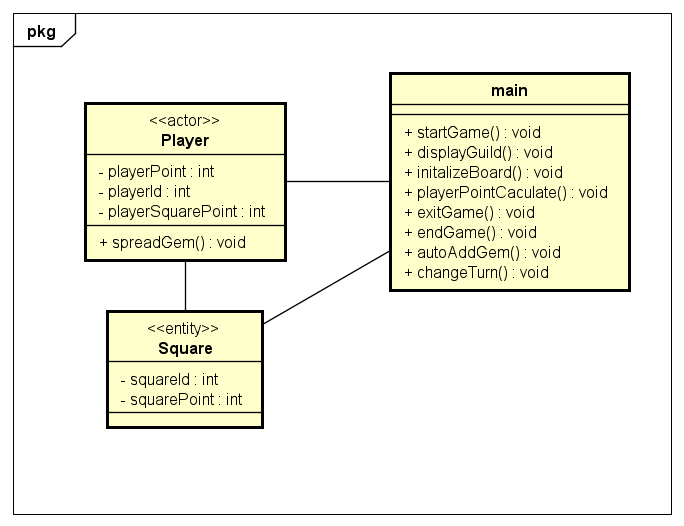 pkg
<<actor>>
Player
- playerPoint : int
- playerId : int
- playerSquarePoint : int
+ spreadGem() : void
main
+ startGame() : void
+ displayGuild() : void
+ initalizeBoard() : void
+ playerPointCaculate() : void
+ exitGame() : void
+ endGame() : void
+ autoAddGem() : void
+ changeTurn() : void
<<entity>>
Square
- squareId : int
- squarePoint : int